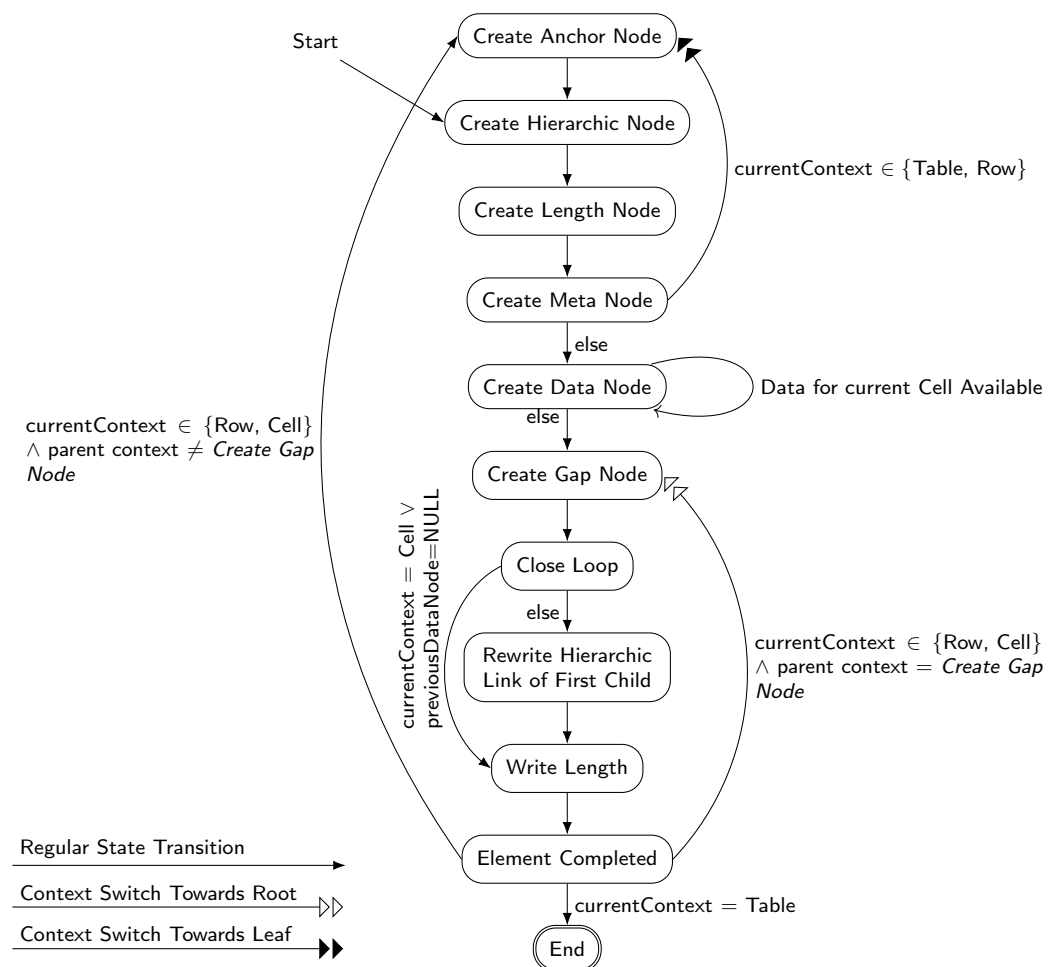 Create Anchor Node
Start
Create Hierarchic Node
currentContext ∈ {Table, Row}
Create Length Node
Create Meta Node
else
Create Data Node
Data for current Cell Available
else
currentContext ∈ {Row, Cell}
∧ parent context ≠ Create Gap
Node
Create Gap Node
currentContext = Cell ∨
previousDataNode=NULL
Close Loop
else
Rewrite Hierarchic
Link of First Child
currentContext ∈ {Row, Cell}
∧ parent context = Create Gap
Node
Write Length
Element Completed
currentContext = Table
End
Regular State Transition
Context Switch Towards Root
Context Switch Towards Leaf